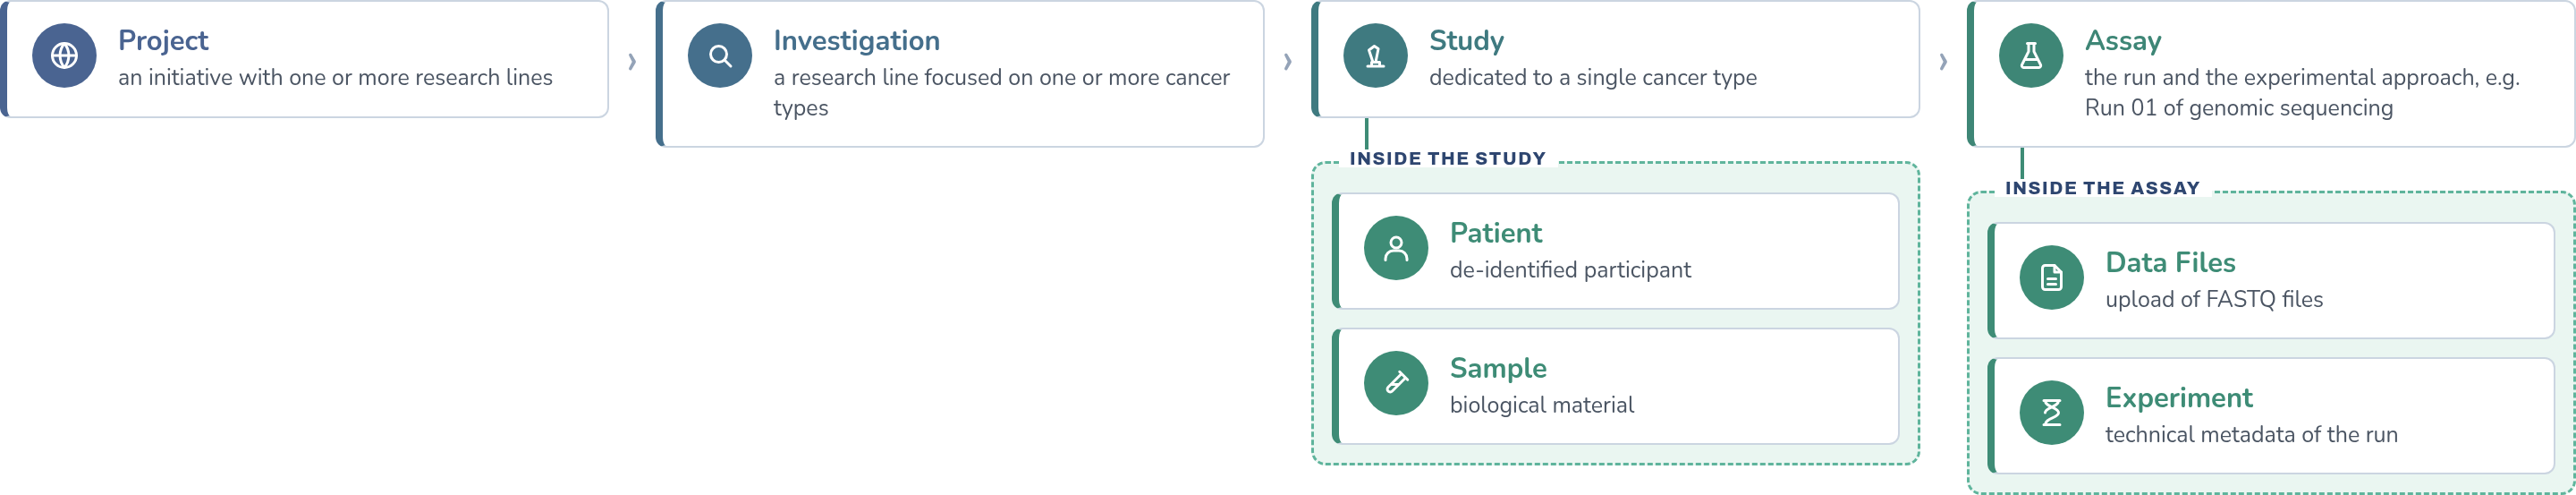 Project
an initiative with one or more research lines
Investigation
a research line focused on one or more cancer
types
Study
dedicated to a single cancer type
INSIDE THE STUDY
Patient
de-identified participant
Sample
biological material
Assay
the run and the experimental approach, e.g.
Run 01 of genomic sequencing
INSIDE THE ASSAY
Data Files
upload of FASTQ files
Experiment
technical metadata of the run